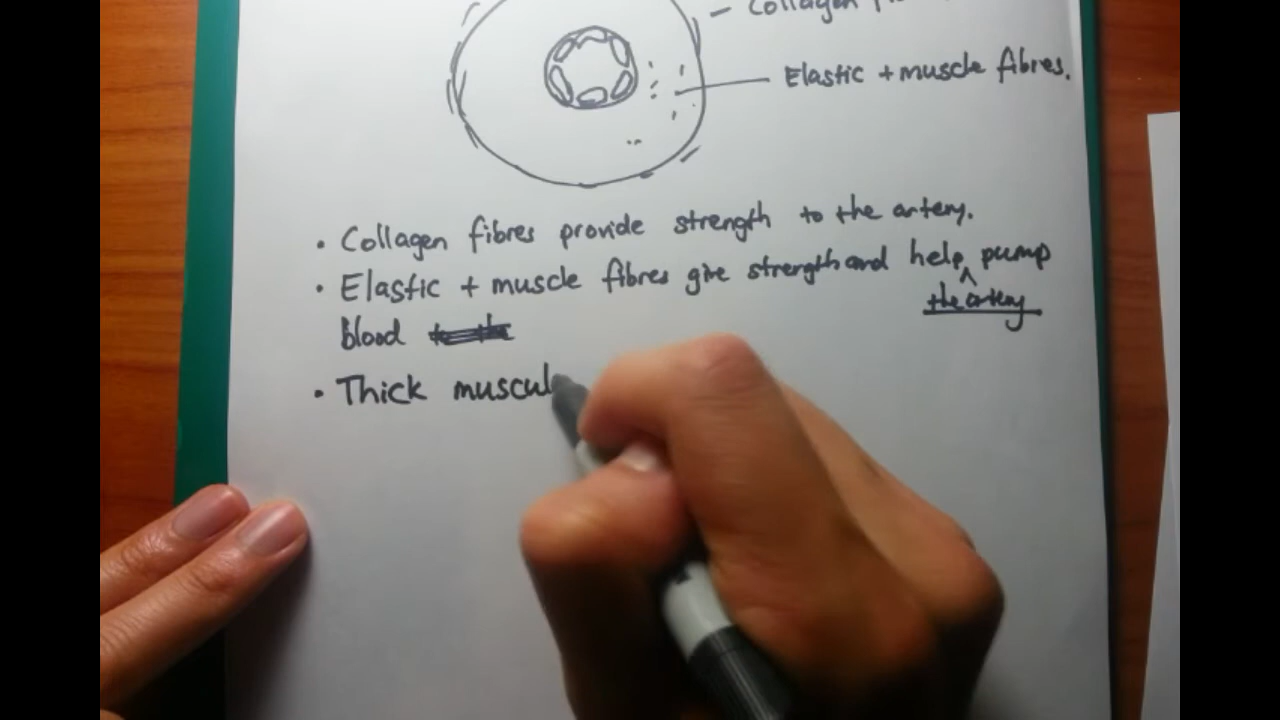 Collagen
Elastic + muscle fibres.
• Collagen fibres provide strength to the artery.
• Elastic + muscle fibres give strength and help pump
the artery
blood
• Thick muscul